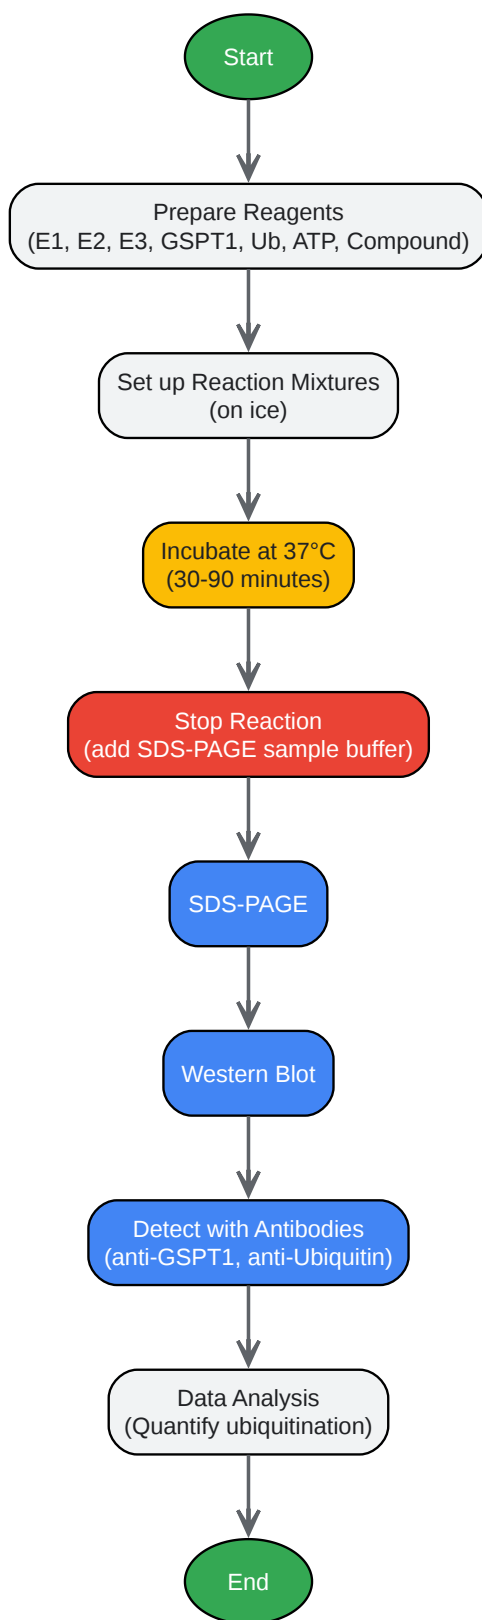 Start
Prepare Reagents
(E1, E2, E3, GSPT1, Ub, ATP, Compound)
Set up Reaction Mixtures
(on ice)
Incubate at 37°C
(30-90 minutes)
Stop Reaction
(add SDS-PAGE sample buffer)
SDS-PAGE
Western Blot
Detect with Antibodies
(anti-GSPT1, anti-Ubiquitin)
Data Analysis
(Quantify ubiquitination)
End